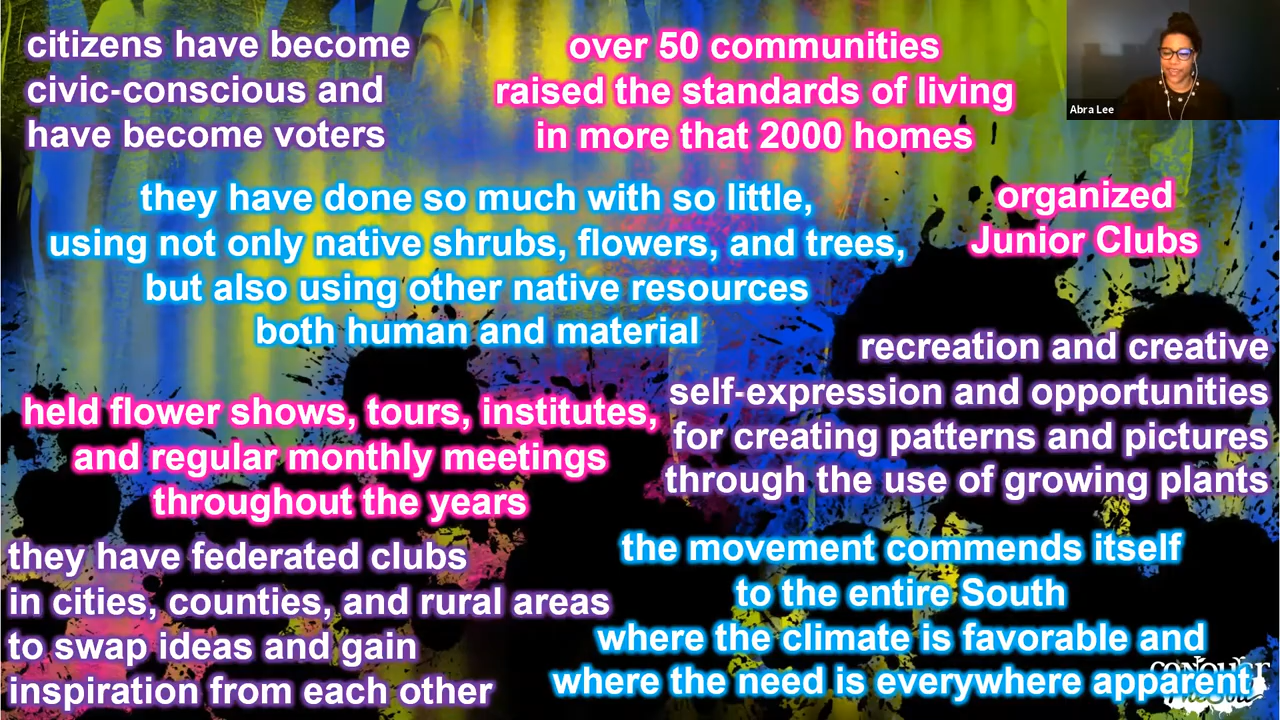 citizens have become
civic-conscious and
have become voters
over 50 communities
raised the standards of living
in more that 2000 homes
Abra Lee
they have done so much with so little,
using not only native shrubs, flowers, and trees,
but also using other native resources
both human and material
organized
Junior Clubs
recreation and creative
self-expression and opportunities
for creating patterns and pictures
through the use of growing plants
held flower shows, tours, institutes,
and regular monthly meetings
throughout the years
they have federated clubs
in cities, counties, and rural areas
to swap ideas and gain
inspiration from each other
the movement commends itself
to the entire South
where the climate is favorable and
where the need is everywhere apparent